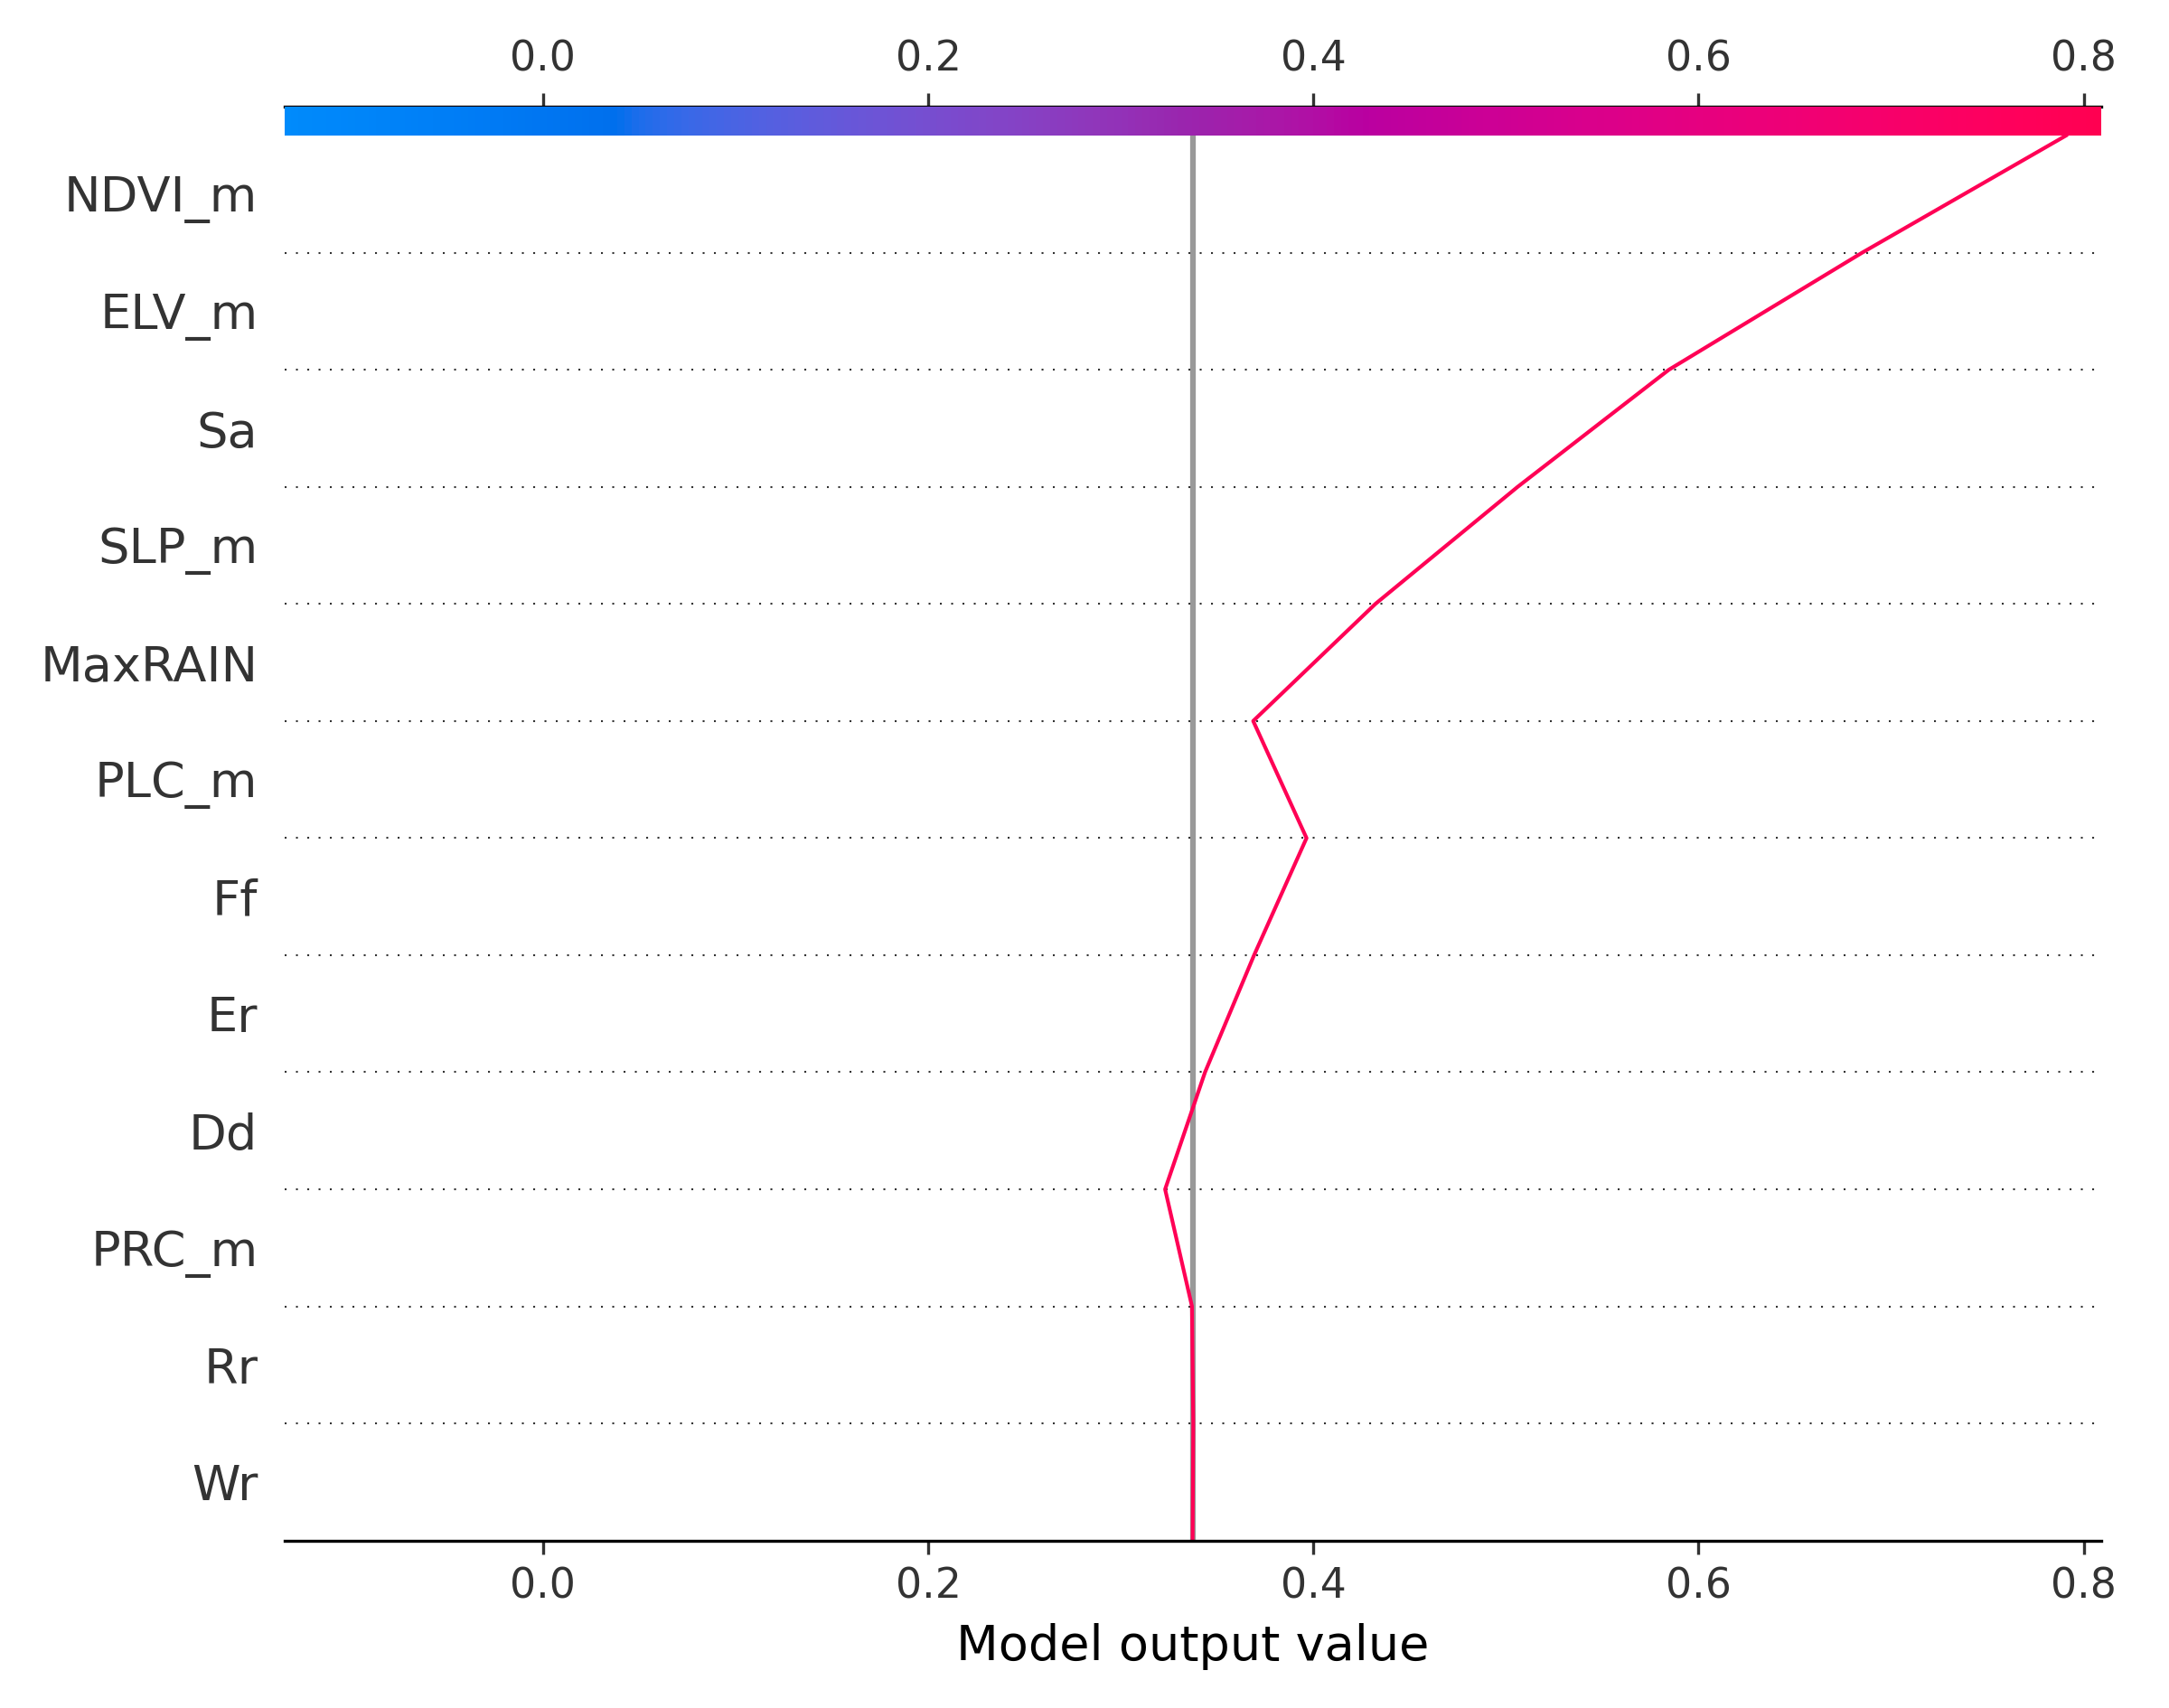 0.0 0.2 0.4 0.6 0.8
NDVI_m
ELV_m
Sa
SLP_m
MaxRAIN
PLC_m
Ff
Er
Dd
PRC_m
Rr
Wr
0.0 0.2 0.4 0.6 0.8
Model output value